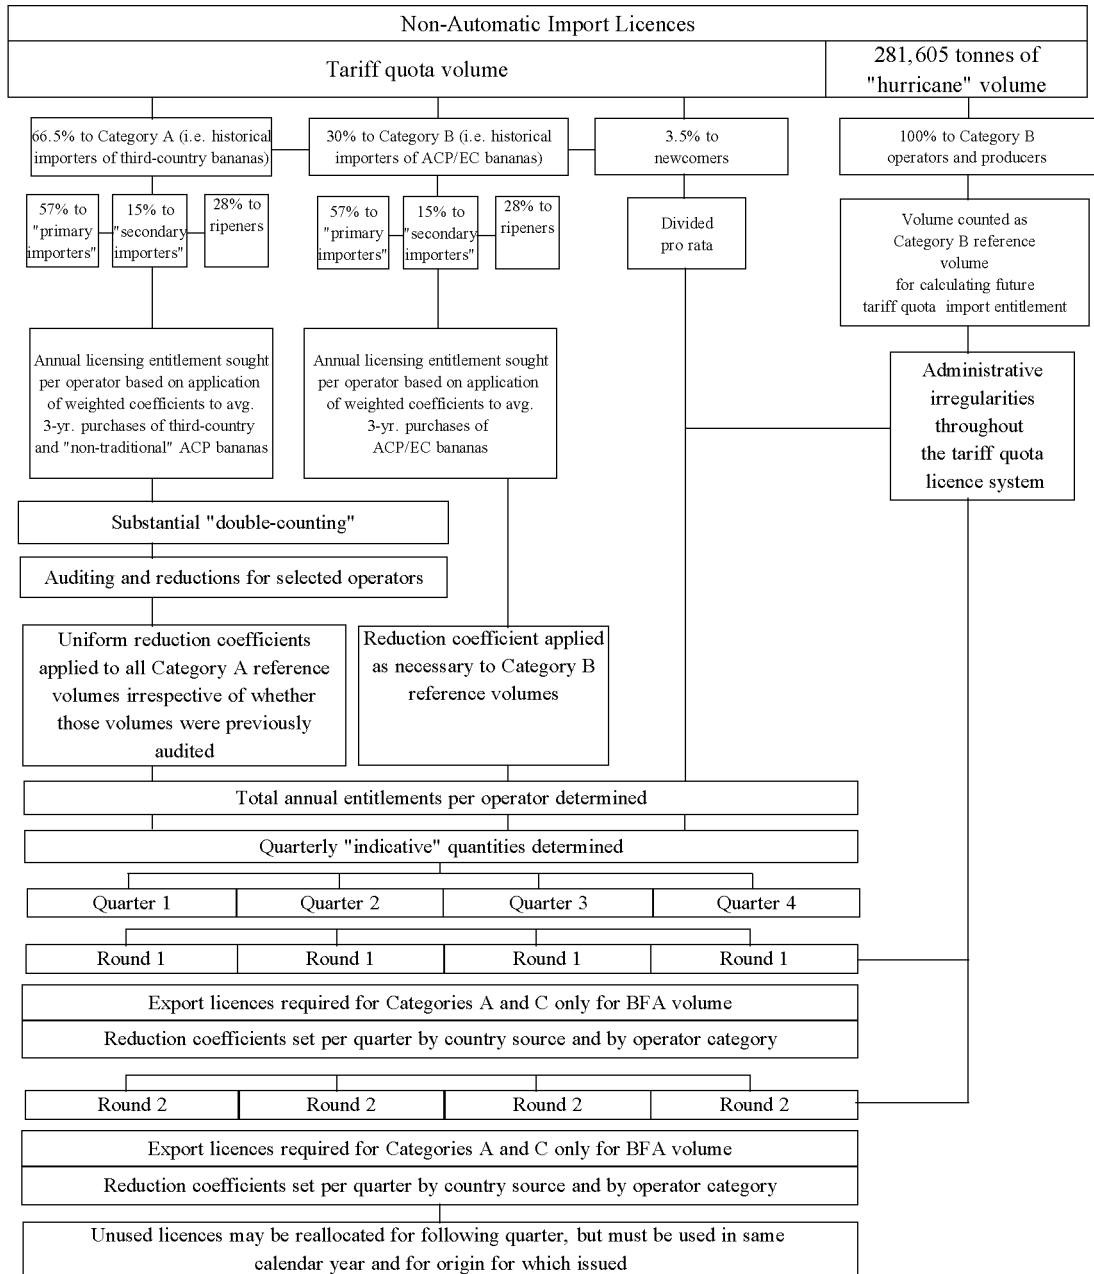 Non-Automatic Import Licences
Tariff quota volume
281,605 tonnes of
"hurricane" volume
66.5% to Category A (i.e. historical
importers of third-country bananas)
30% to Category B (i.e. historical
importers of ACP/EC bananas)
3.5% to
newcomers
100% to Category B
operators and producers
57% to
"primary
importers"
15% to
"secondary
importers"
28% to
ripeners
57% to
"primary
importers"
15% to
"secondary
importers"
28% to
ripeners
Divided
pro rata
Volume counted as
Category B reference
volume
for calculating future
tariff quota import entitlement
Annual licensing entitlement sought
per operator based on application
of weighted coefficients to avg.
3-yr. purchases of third-country
and "non-traditional" ACP bananas
Annual licensing entitlement sought
per operator based on application
of weighted coefficients to avg.
3-yr. purchases of
ACP/EC bananas
Administrative
irregularities
throughout
the tariff quota
licence system
Substantial "double-counting"
Auditing and reductions for selected operators
Uniform reduction coefficients
applied to all Category A reference
volumes irrespective of whether
those volumes were previously
audited
Reduction coefficient applied
as necessary to Category B
reference volumes
Total annual entitlements per operator determined
Quarterly "indicative" quantities determined
Quarter 1
Quarter 2
Quarter 3
Quarter 4
Round 1
Round 1
Round 1
Round 1
Export licences required for Categories A and C only for BFA volume
Reduction coefficients set per quarter by country source and by operator category
Round 2
Round 2
Round 2
Round 2
Export licences required for Categories A and C only for BFA volume
Reduction coefficients set per quarter by country source and by operator category
Unused licences may be reallocated for following quarter, but must be used in same
calendar year and for origin for which issued